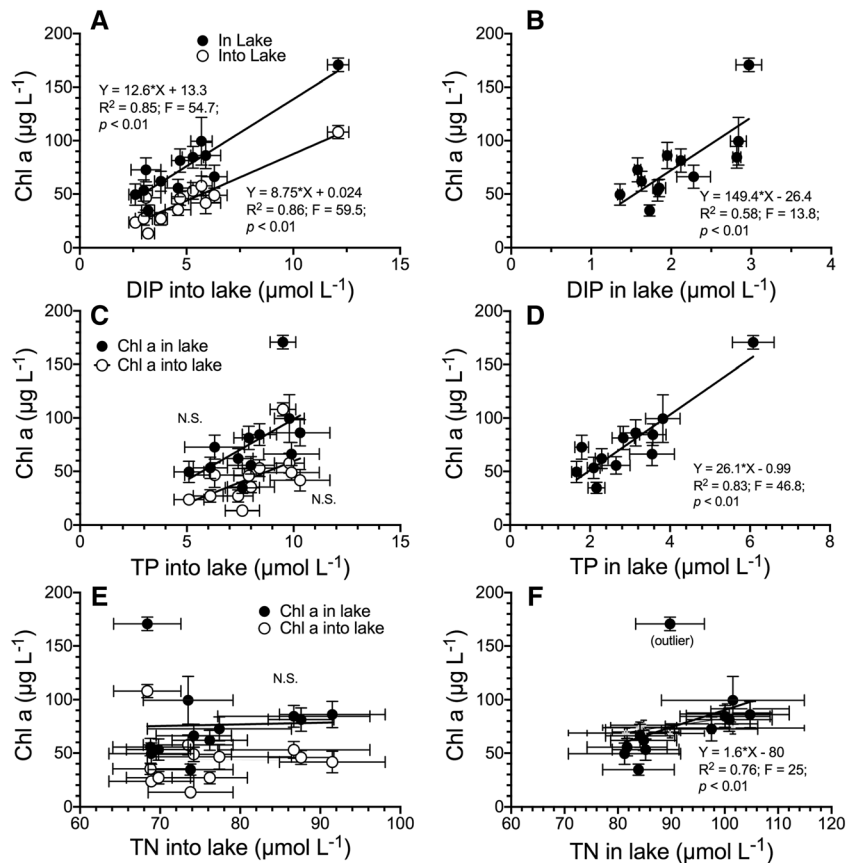 A
● In Lake
○ Into Lake
Y = 12.6*X + 13.3
R² = 0.85; F = 54.7;
p < 0.01
Y = 8.75*X + 0.024
R² = 0.86; F = 59.5;
p < 0.01
Chl a (µg L⁻¹)
200
150
100
50
0
0 5 10 15
DIP into lake (µmol L⁻¹)
B
Y = 149.4*X - 26.4
R² = 0.58; F = 13.8;
p < 0.01
Chl a (µg L⁻¹)
200
150
100
50
0
0 1 2 3 4
DIP in lake (µmol L⁻¹)
C
Chl a in lake
Chl a into lake
N.S.
N.S.
Chl a (µg L⁻¹)
200
150
100
50
0
0 5 10 15
TP into lake (µmol L⁻¹)
D
Y = 26.1*X - 0.99
R² = 0.83; F = 46.8;
p < 0.01
Chl a (µg L⁻¹)
200
150
100
50
0
0 2 4 6 8
TP in lake (µmol L⁻¹)
E
Chl a in lake
Chl a into lake
N.S.
Chl a (µg L⁻¹)
200
150
100
50
0
60 70 80 90 100
TN into lake (µmol L⁻¹)
F
(outlier)
Y = 1.6*X - 80
R² = 0.76; F = 25;
p < 0.01
Chl a (µg L⁻¹)
200
150
100
50
0
60 80 100 120
TN in lake (µmol L⁻¹)